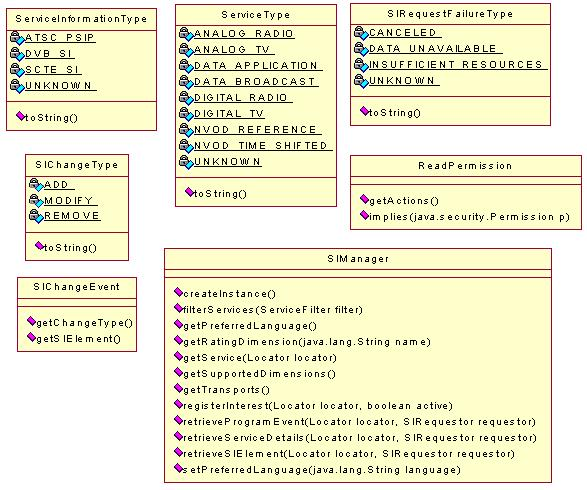 ServiceInformationType
ATSC_PSIP
DVB_SI
SCTE_SI
UNKNOWN
toString()
ServiceType
ANALOG_RADIO
ANALOG_TV
DATA_APPLICATION
DATA_BROADCAST
DIGITAL_RADIO
DIGITAL_TV
NVOD_REFERENCE
NVOD_TIME_SHIFTED
UNKNOWN
toString()
SIRequestFailureType
CANCELED
DATA_UNAVAILABLE
INSUFFICIENT_RESOURCES
UNKNOWN
toString()
SIChangeType
ADD
MODIFY
REMOVE
toString()
ReadPermission
getActions()
implies(java.security.Permission p)
SIChangeEvent
getChangeType()
getSIElement()
SIManager
createInstance()
filterServices(ServiceFilter filter)
getPreferredLanguage()
getRatingDimension(java.lang.String name)
getService(Locator locator)
getSupportedDimensions()
getTransports()
registerInterest(Locator locator, boolean active)
retrieveProgramEvent(Locator locator, SIRequestor requestor)
retrieveServiceDetails(Locator locator, SIRequestor requestor)
retrieveSIElement(Locator locator, SIRequestor requestor)
setPreferredLanguage(java.lang.String language)